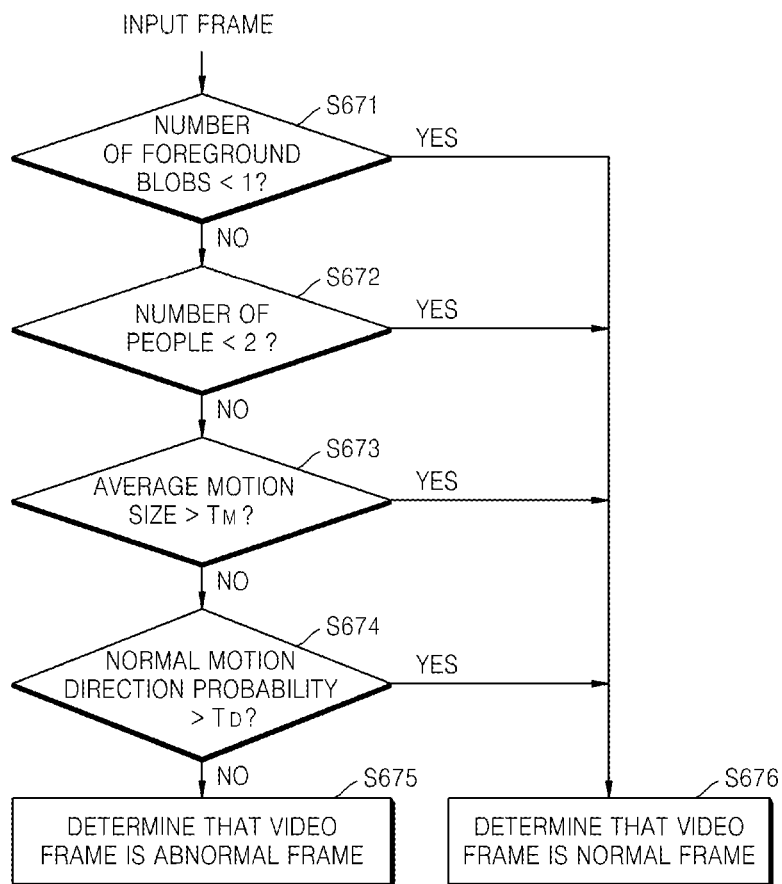 INPUT FRAME
S671
NUMBER
OF FOREGROUND
BLOBS < 1?
YES
NO
S672
NUMBER OF
PEOPLE < 2 ?
YES
NO
S673
AVERAGE MOTION
SIZE > TM?
YES
NO
S674
NORMAL MOTION
DIRECTION PROBABILITY
> TD?
YES
NO
S675
DETERMINE THAT VIDEO
FRAME IS ABNORMAL FRAME
S676
DETERMINE THAT VIDEO
FRAME IS NORMAL FRAME